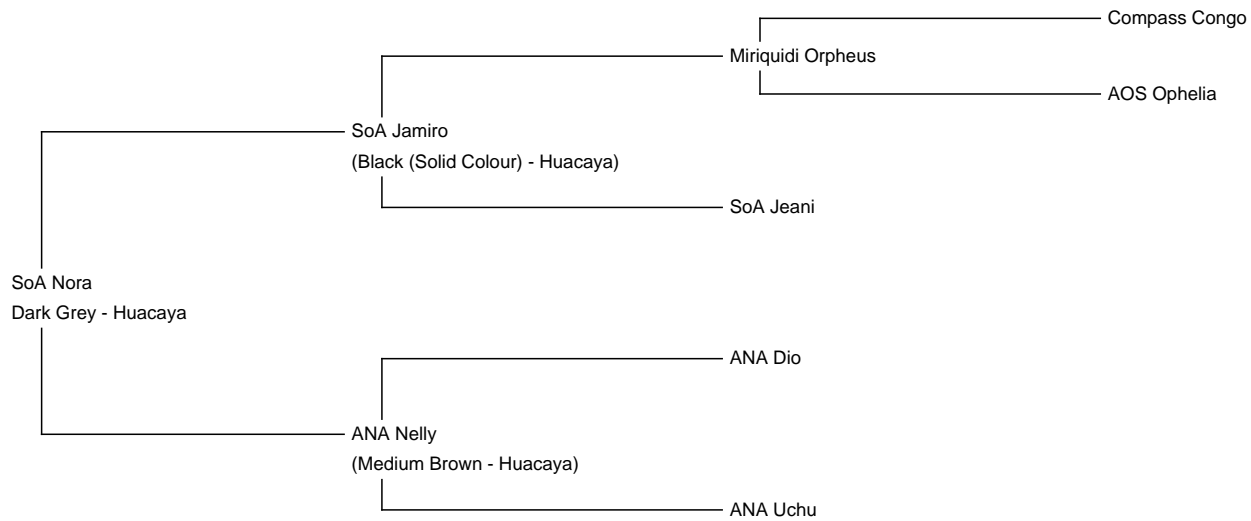 Compass Congo
Miriquidi Orpheus
AOS Ophelia
SoA Jamiro
(Black (Solid Colour) - Huacaya)
SoA Jeani
SoA Nora
Dark Grey - Huacaya
ANA Dio
ANA Nelly
(Medium Brown - Huacaya)
ANA Uchu